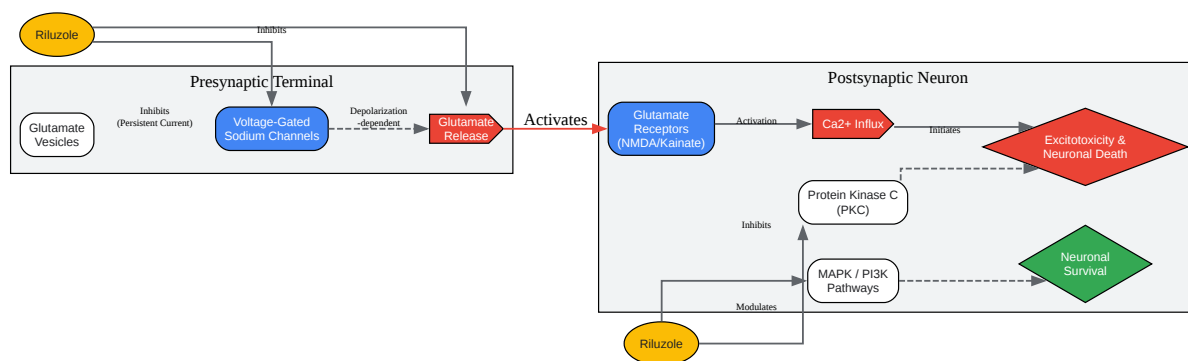 Riluzole
Inhibits
Presynaptic Terminal
Inhibits
(Persistent Current)
Glutamate
Vesicles
Voltage-Gated
Sodium Channels
Depolarization
-dependent
Glutamate
Release
Activates
Postsynaptic Neuron
Glutamate
Receptors
(NMDA/Kainate)
Activation
Ca2+ Influx
Initiates
Excitotoxicity &
Neuronal Death
Protein Kinase C
(PKC)
Inhibits
MAPK / PI3K
Pathways
Neuronal
Survival
Modulates
Riluzole